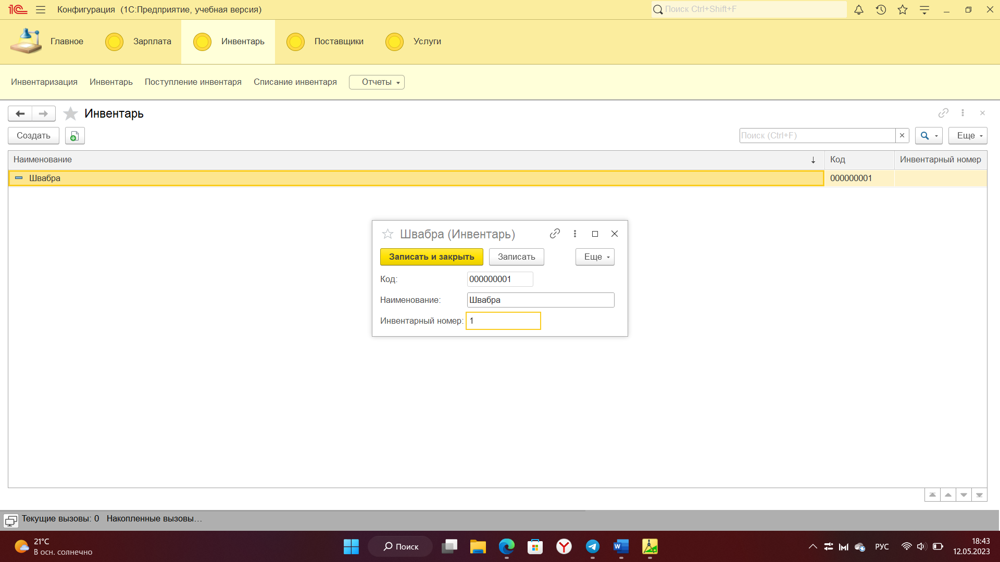 1С Конфигурация (1С:Предприятие, учебная версия) Поиск Ctrl+Shift+F
Главное Зарплата Инвентарь Поставщики Услуги
Инвентаризация Инвентарь Поступление инвентаря Списание инвентаря Отчеты
Инвентарь
Создать Поиск (Ctrl+F) Еще
Наименование Код Инвентарный номер
Швабра 000000001
Швабра (Инвентарь)
Записать и закрыть Записать Еще
Код: 000000001
Наименование: Швабра
Инвентарный номер: 1
Текущие вызовы: 0 Накопленные вызовы…
21°C
В осн. солнечно
Поиск
РУС
18:43
12.05.2023